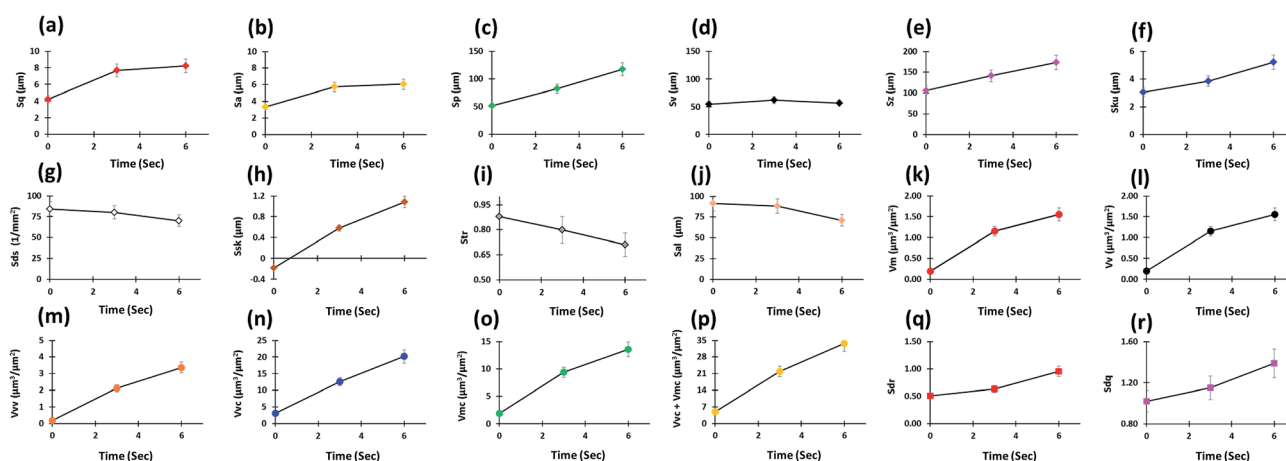 (a) (b) (c) (d) (e) (f)
10 10 150 150 200 6
8 8 150
6 6 100 100 4
4 4 50 50 100 2
2 2 50
0 0 0 0 0 0
Sq (µm) Sa (µm) Sp (µm) Sv (µm) Sz (µm) Sku (µm)
0 2 4 6 0 2 4 6 0 2 4 6 0 2 4 6 0 2 4 6 0 2 4 6
Time (Sec) Time (Sec) Time (Sec) Time (Sec) Time (Sec) Time (Sec)
(g) (h) (i) (j) (k) (l)
100 1.2 0.95 100 2.00 2.00
75 0.8 0.80 75 1.50 1.50
50 0.4 0.65 50 1.00 1.00
25 0 25 0.50 0.50
0 -0.4 0.50 0 0.00 0.00
Sds (1/mm²) Ssk (µm) Str Sal (µm) Vm (µm³/µm²) Vv (µm³/µm²)
0 2 4 6 0 2 4 6 0 2 4 6 0 2 4 6 0 2 4 6 0 2 4 6
Time (Sec) Time (Sec) Time (Sec) Time (Sec) Time (Sec) Time (Sec)
(m) (n) (o) (p) (q) (r)
5 25 15 35 1.50 1.60
4 20 28
3 15 10 21 1.00 1.40
2 10 5 14 0.50 1.20
1 5 7
0 0 0 0 0.00 0.80
1.00
Vvv (µm³/µm²) Vvc (µm³/µm²) Vmc (µm³/µm²) Vvc + Vmc (µm³/µm²) Sdr Sdq
0 2 4 6 0 2 4 6 0 2 4 6 0 2 4 6 0 2 4 6 0 2 4 6
Time (Sec) Time (Sec) Time (Sec) Time (Sec) Time (Sec) Time (Sec)